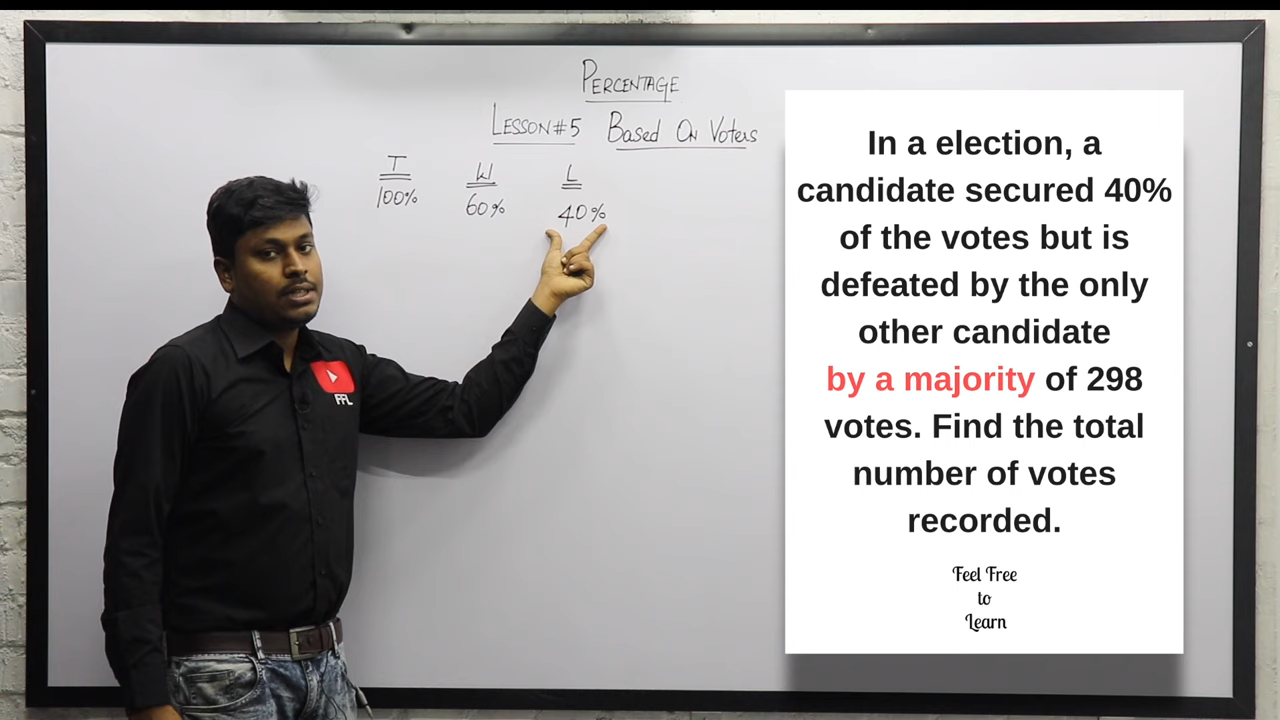 PERCENTAGE
LESSON#5 Based On Voters
T W L
100% 60% 40%
FFL
In a election, a
candidate secured 40%
of the votes but is
defeated by the only
other candidate
by a majority of 298
votes. Find the total
number of votes
recorded.
Feel Free
to
Learn